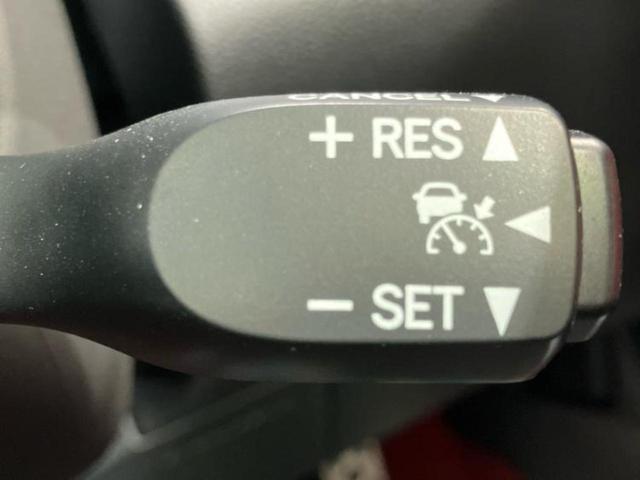 CANCEL ▼
+ RES ▲
◀
− SET ▼